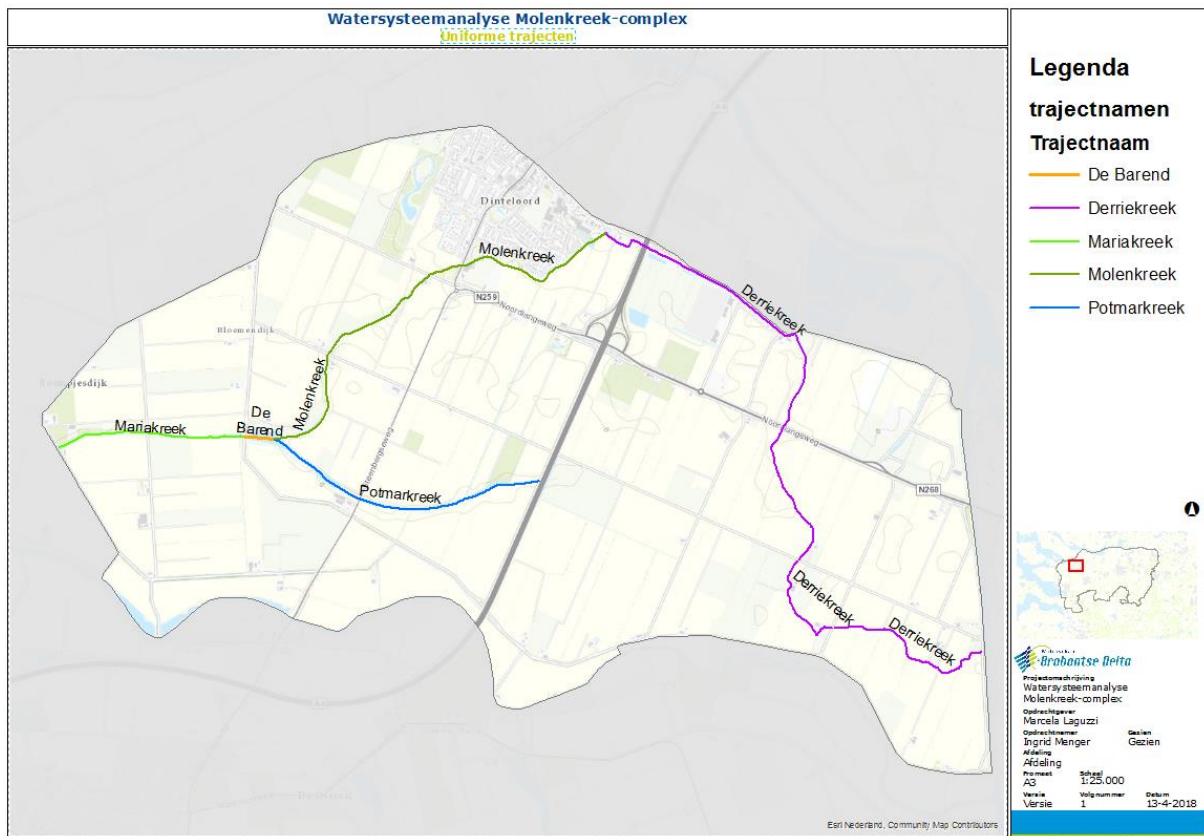 Watersysteemanalyse Molenkreek-complex
Uniforme trajecten
Dinteloord
Molenkreek
N259
Noordlangeweg
Derriekreek
Bloemendijk
Molenkreek
De
Barend
Mariakreek
Steenbergseweg
Potmarkreek
Noordlangeweg
N268
Derriekreek
Derriekreek
Esri Nederland, Community Map Contributors
Legenda
trajectnamen
Trajectnaam
De Barend
Derriekreek
Mariakreek
Molenkreek
Potmarkreek
Brabantse Delta
Projectomschrijving
Watersysteemanalyse
Molenkreek-complex
Opdrachtgever
Marcela Laguzzi
Opdrachtnemer Gezien
Ingrid Menger Gezien
Afdeling
Afdeling
Formaat Schaal
A3 1:25.000
Versie Volgnummer Datum
Versie 1 13-4-2018